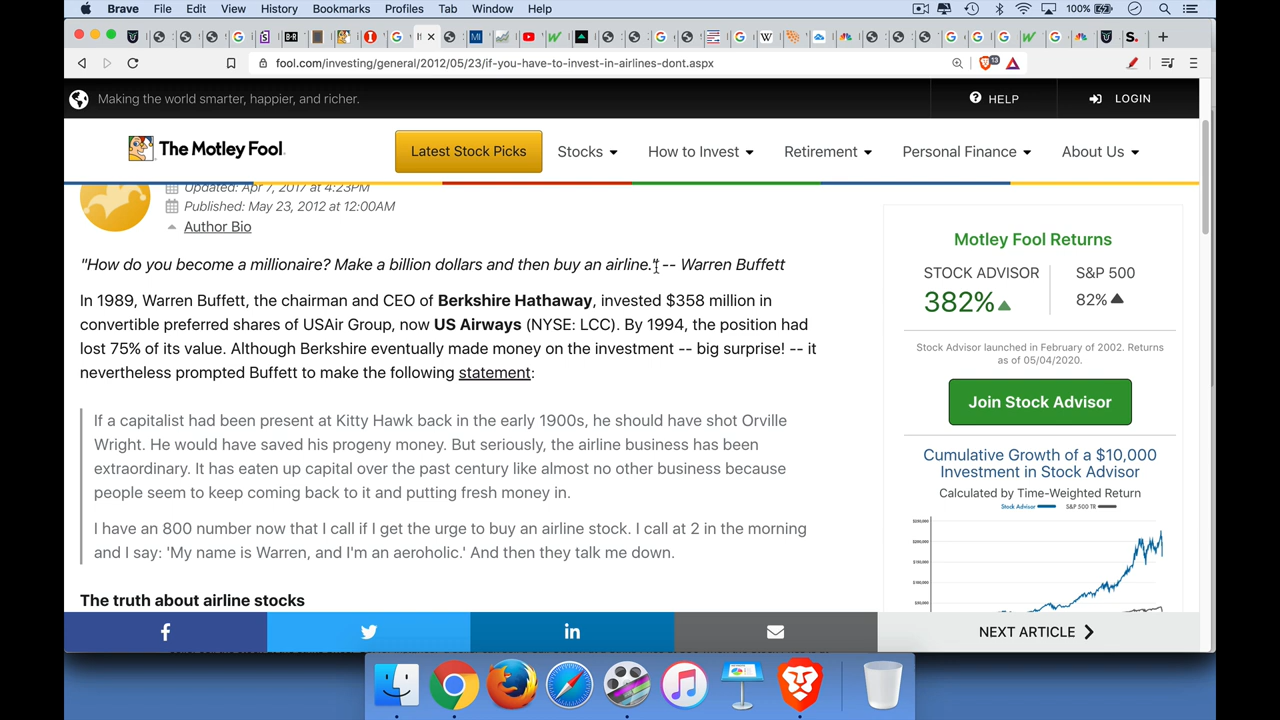 Brave File Edit View History Bookmarks Profiles Tab Window Help 100%
fool.com/investing/general/2012/05/23/if-you-have-to-invest-in-airlines-dont.aspx 13
Making the world smarter, happier, and richer. HELP LOGIN
The Motley Fool. Latest Stock Picks Stocks How to Invest Retirement Personal Finance About Us
Updated: Apr 7, 2017 at 4:23PM
Published: May 23, 2012 at 12:00AM
Author Bio
"How do you become a millionaire? Make a billion dollars and then buy an airline." -- Warren Buffett
In 1989, Warren Buffett, the chairman and CEO of Berkshire Hathaway, invested $358 million in
convertible preferred shares of USAir Group, now US Airways (NYSE: LCC). By 1994, the position had
lost 75% of its value. Although Berkshire eventually made money on the investment -- big surprise! -- it
nevertheless prompted Buffett to make the following statement:
If a capitalist had been present at Kitty Hawk back in the early 1900s, he should have shot Orville
Wright. He would have saved his progeny money. But seriously, the airline business has been
extraordinary. It has eaten up capital over the past century like almost no other business because
people seem to keep coming back to it and putting fresh money in.
I have an 800 number now that I call if I get the urge to buy an airline stock. I call at 2 in the morning
and I say: 'My name is Warren, and I'm an aeroholic.' And then they talk me down.
The truth about airline stocks
Motley Fool Returns
STOCK ADVISOR S&P 500
382% 82%
Stock Advisor launched in February of 2002. Returns
as of 05/04/2020.
Join Stock Advisor
Cumulative Growth of a $10,000
Investment in Stock Advisor
Calculated by Time-Weighted Return
Stock Advisor S&P 500 TR
NEXT ARTICLE